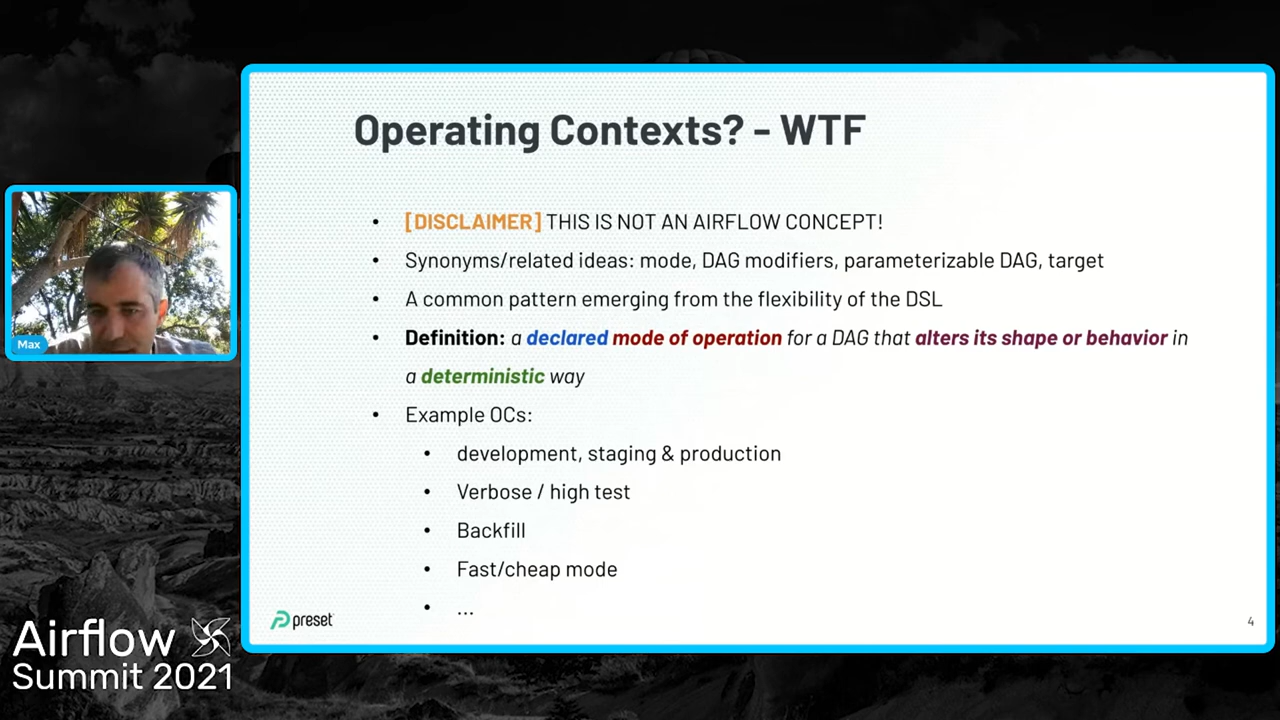 Operating Contexts? - WTF
• [DISCLAIMER] THIS IS NOT AN AIRFLOW CONCEPT!
• Synonyms/related ideas: mode, DAG modifiers, parameterizable DAG, target
• A common pattern emerging from the flexibility of the DSL
• Definition: a declared mode of operation for a DAG that alters its shape or behavior in
a deterministic way
• Example OCs:
• development, staging & production
• Verbose / high test
• Backfill
• Fast/cheap mode
• ...
preset
4
Max
Airflow
Summit 2021